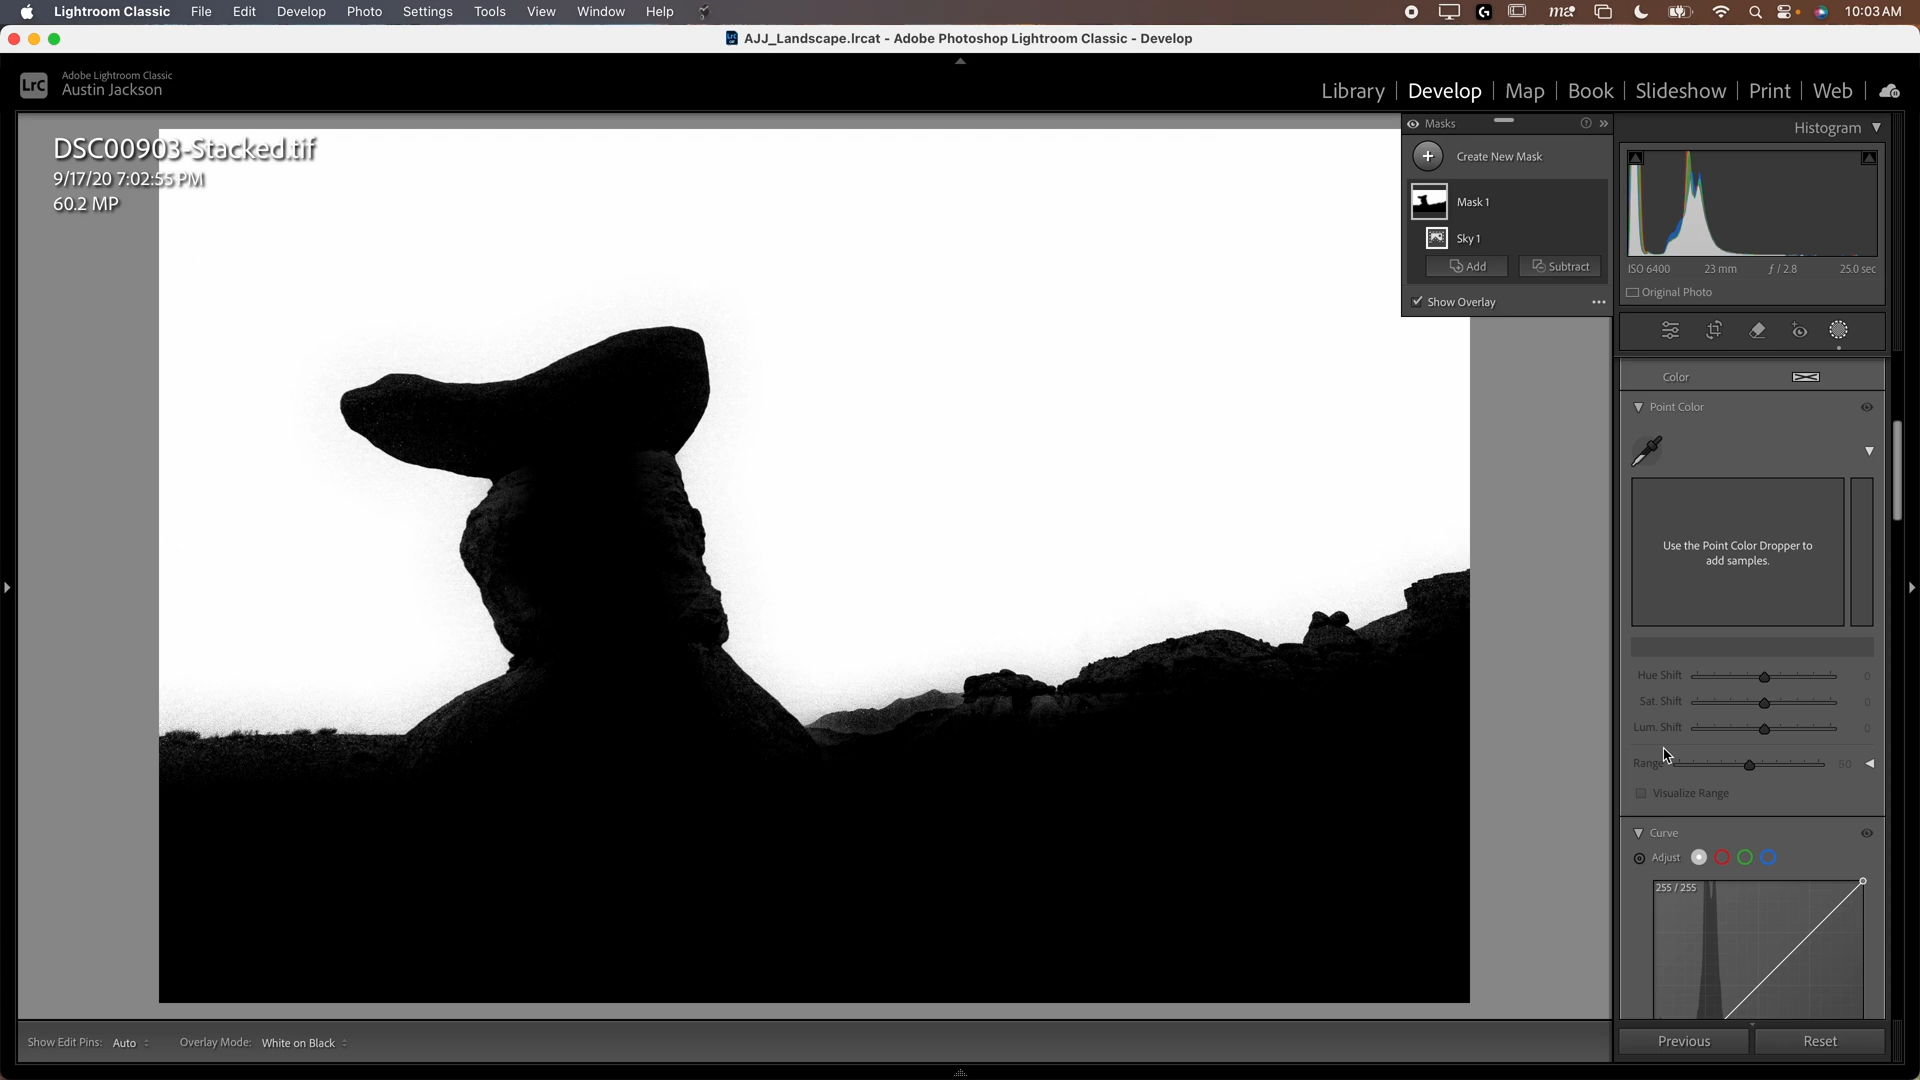 Lightroom Classic File Edit Develop Photo Settings Tools View Window Help
10:03 AM
AJJ_Landscape.lrcat - Adobe Photoshop Lightroom Classic - Develop
LrC
Adobe Lightroom Classic
Austin Jackson
Library Develop Map Book Slideshow Print Web
DSC00903-Stacked.tif
9/17/20 7:02:55 PM
60.2 MP
Masks
Create New Mask
Mask 1
Sky 1
Add Subtract
Show Overlay
Histogram
ISO 6400 23 mm ƒ / 2.8 25.0 sec
Original Photo
Color
Point Color
Use the Point Color Dropper to
add samples.
Hue Shift 0
Sat. Shift 0
Lum. Shift 0
Range 50
Visualize Range
Curve
Adjust
255 / 255
Show Edit Pins: Auto Overlay Mode: White on Black
Previous Reset